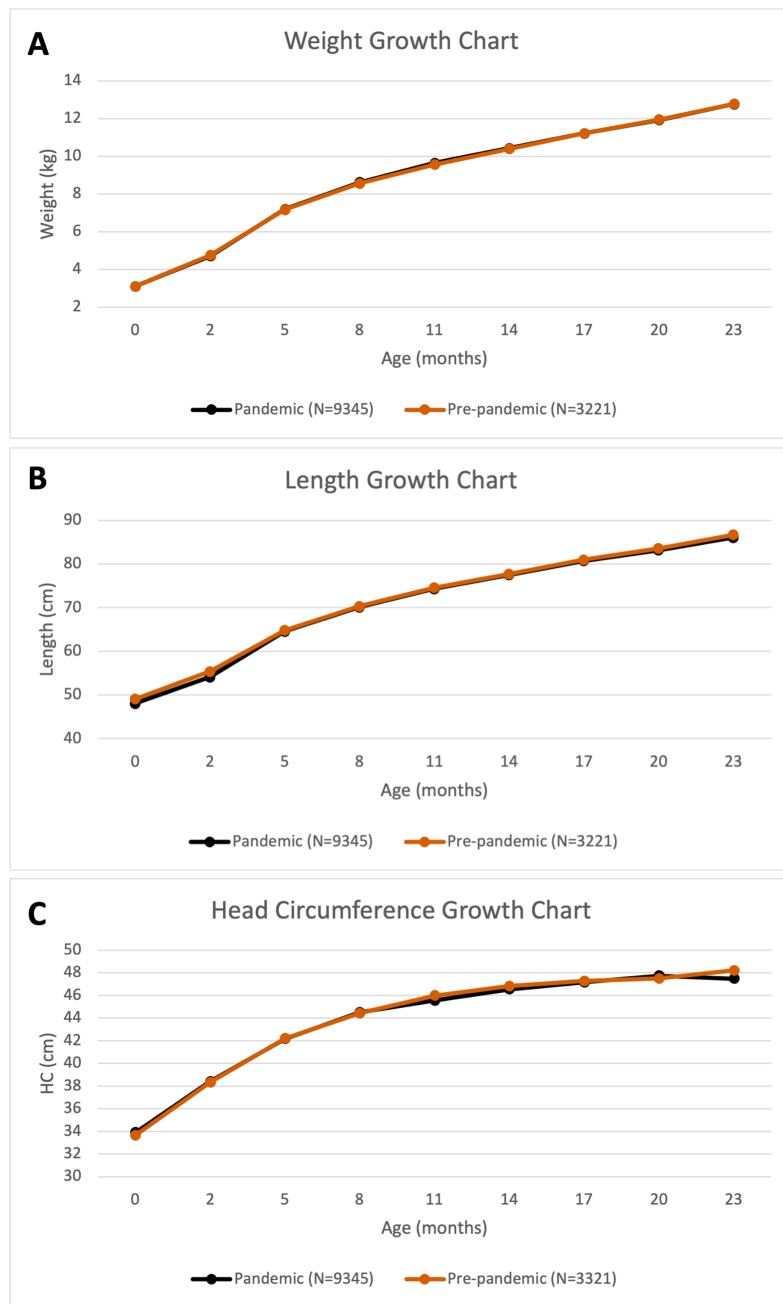 A
Weight Growth Chart
14
12
10
8
6
4
2
Weight (kg)
0 2 5 8 11 14 17 20 23
Age (months)
Pandemic (N=9345) Pre-pandemic (N=3221)
B
Length Growth Chart
90
80
70
60
50
40
Length (cm)
0 2 5 8 11 14 17 20 23
Age (months)
Pandemic (N=9345) Pre-pandemic (N=3221)
C
Head Circumference Growth Chart
50
48
46
44
42
40
38
36
34
32
30
HC (cm)
0 2 5 8 11 14 17 20 23
Age (months)
Pandemic (N=9345) Pre-pandemic (N=3321)